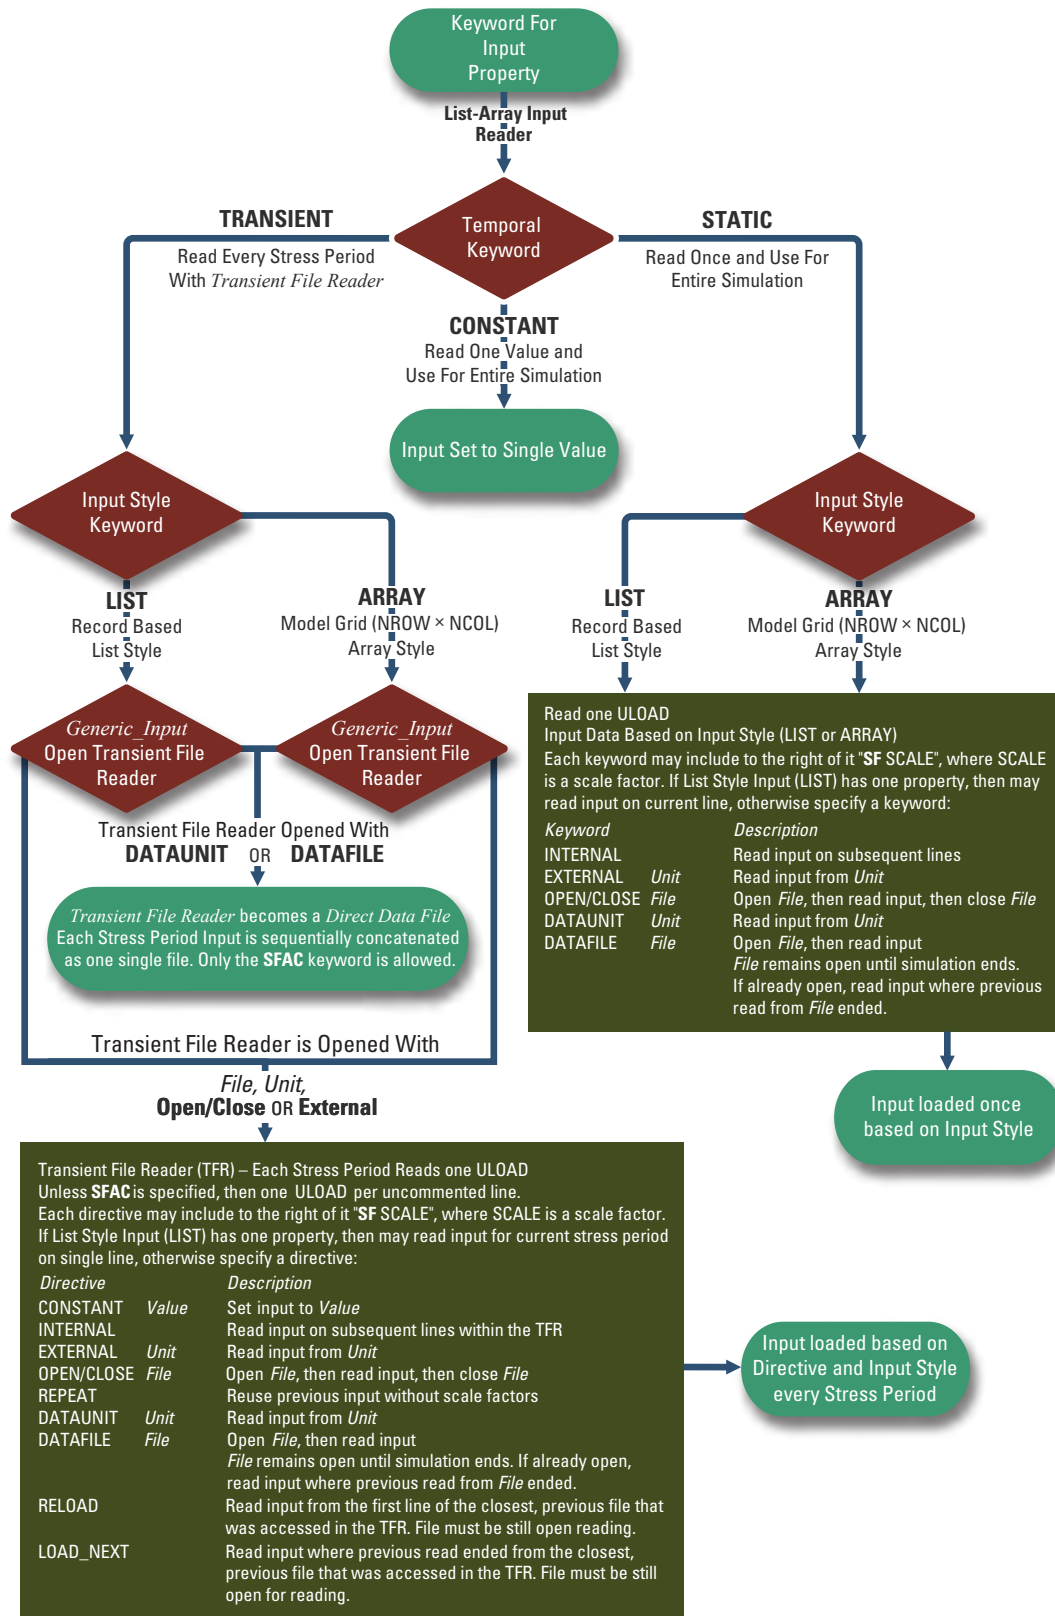 Keyword For
Input
Property
List-Array Input
Reader
Temporal
Keyword
TRANSIENT
Read Every Stress Period
With Transient File Reader
STATIC
Read Once and Use For
Entire Simulation
CONSTANT
Read One Value and
Use For Entire Simulation
Input Set to Single Value
Input Style
Keyword
Input Style
Keyword
LIST
Record Based
List Style
ARRAY
Model Grid (NROW × NCOL)
Array Style
LIST
Record Based
List Style
ARRAY
Model Grid (NROW × NCOL)
Array Style
Generic_Input
Open Transient File
Reader
Generic_Input
Open Transient File
Reader
Transient File Reader Opened With
DATAUNIT OR DATAFILE
Transient File Reader becomes a Direct Data File
Each Stress Period Input is sequentially concatenated
as one single file. Only the SFAC keyword is allowed.
Read one ULOAD
Input Data Based on Input Style (LIST or ARRAY)
Each keyword may include to the right of it "SF SCALE", where SCALE
is a scale factor. If List Style Input (LIST) has one property, then may
read input on current line, otherwise specify a keyword:
Keyword Description
INTERNAL Read input on subsequent lines
EXTERNAL Unit Read input from Unit
OPEN/CLOSE File Open File, then read input, then close File
DATAUNIT Unit Read input from Unit
DATAFILE File Open File, then read input
File remains open until simulation ends.
If already open, read input where previous
read from File ended.
Input loaded once
based on Input Style
Transient File Reader is Opened With
File, Unit,
Open/Close OR External
Transient File Reader (TFR) – Each Stress Period Reads one ULOAD
Unless SFAC is specified, then one ULOAD per uncommented line.
Each directive may include to the right of it "SF SCALE", where SCALE is a scale factor.
If List Style Input (LIST) has one property, then may read input for current stress period
on single line, otherwise specify a directive:
Directive Description
CONSTANT Value Set input to Value
INTERNAL Read input on subsequent lines within the TFR
EXTERNAL Unit Read input from Unit
OPEN/CLOSE File Open File, then read input, then close File
REPEAT Reuse previous input without scale factors
DATAUNIT Unit Read input from Unit
DATAFILE File Open File, then read input
File remains open until simulation ends. If already open,
read input where previous read from File ended.
RELOAD Read input from the first line of the closest, previous file that
was accessed in the TFR. File must be still open reading.
LOAD_NEXT Read input where previous read ended from the closest,
previous file that was accessed in the TFR. File must be still
open for reading.
Input loaded based on
Directive and Input Style
every Stress Period